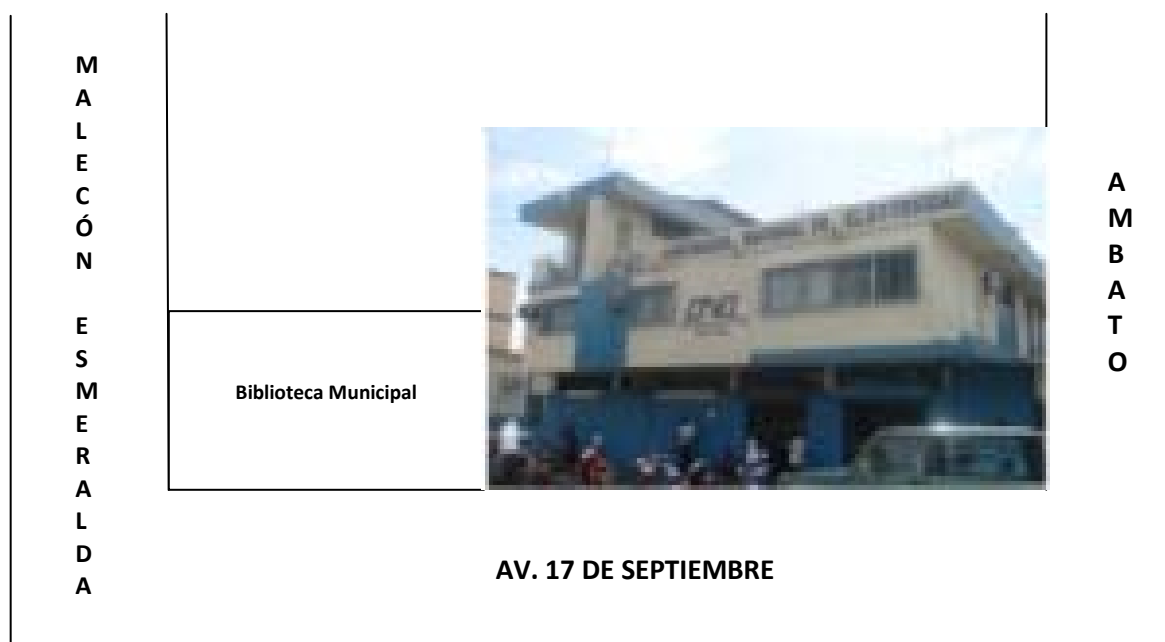 MALECÓN ESMERALDA
AMBATO
Biblioteca Municipal
AV. 17 DE SEPTIEMBRE